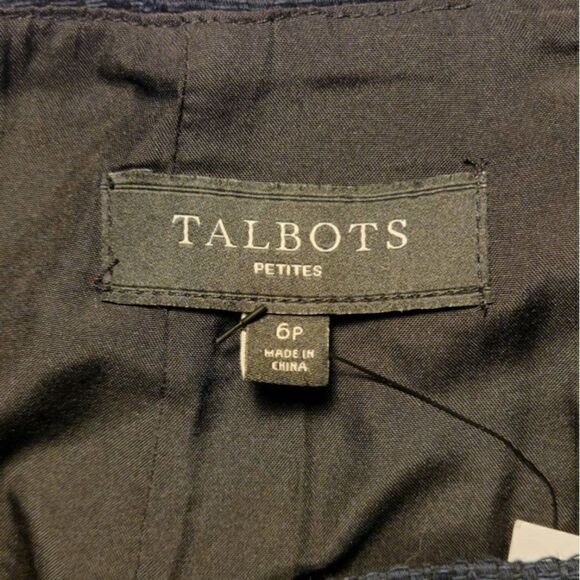 TALBOTS
PETITES
6P
MADE IN
CHINA